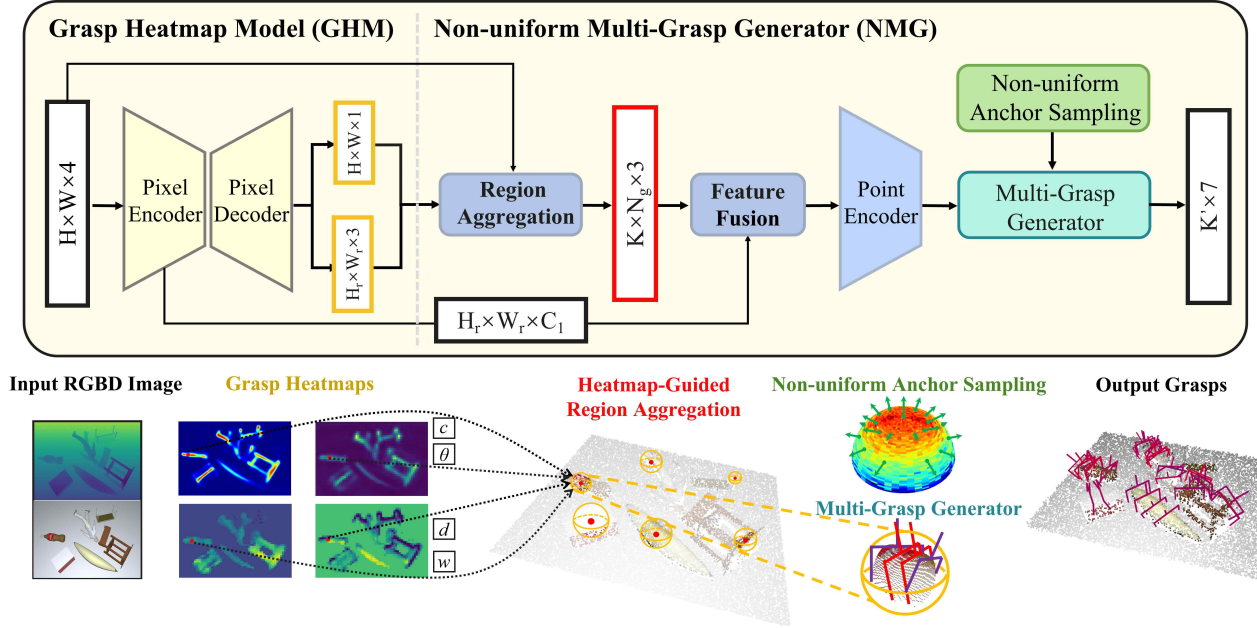 Grasp Heatmap Model (GHM)
Non-uniform Multi-Grasp Generator (NMG)
H×W×4
Pixel
Encoder
Pixel
Decoder
H×W×1
Hᵣ×Wᵣ×3
Region
Aggregation
K×N_g×3
Feature
Fusion
Point
Encoder
Non-uniform
Anchor Sampling
Multi-Grasp
Generator
K'×7
Hᵣ×Wᵣ×C₁
Input RGBD Image
Grasp Heatmaps
Heatmap-Guided
Region Aggregation
Non-uniform Anchor Sampling
Output Grasps
c
θ
d
w
Multi-Grasp Generator